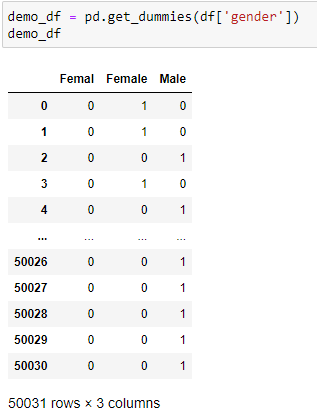 demo_df = pd.get_dummies(df['gender'])
demo_df
Femal Female Male
0 0 1 0
1 0 1 0
2 0 0 1
3 0 1 0
4 0 0 1
... ... ... ...
50026 0 0 1
50027 0 0 1
50028 0 0 1
50029 0 0 1
50030 0 0 1
50031 rows × 3 columns